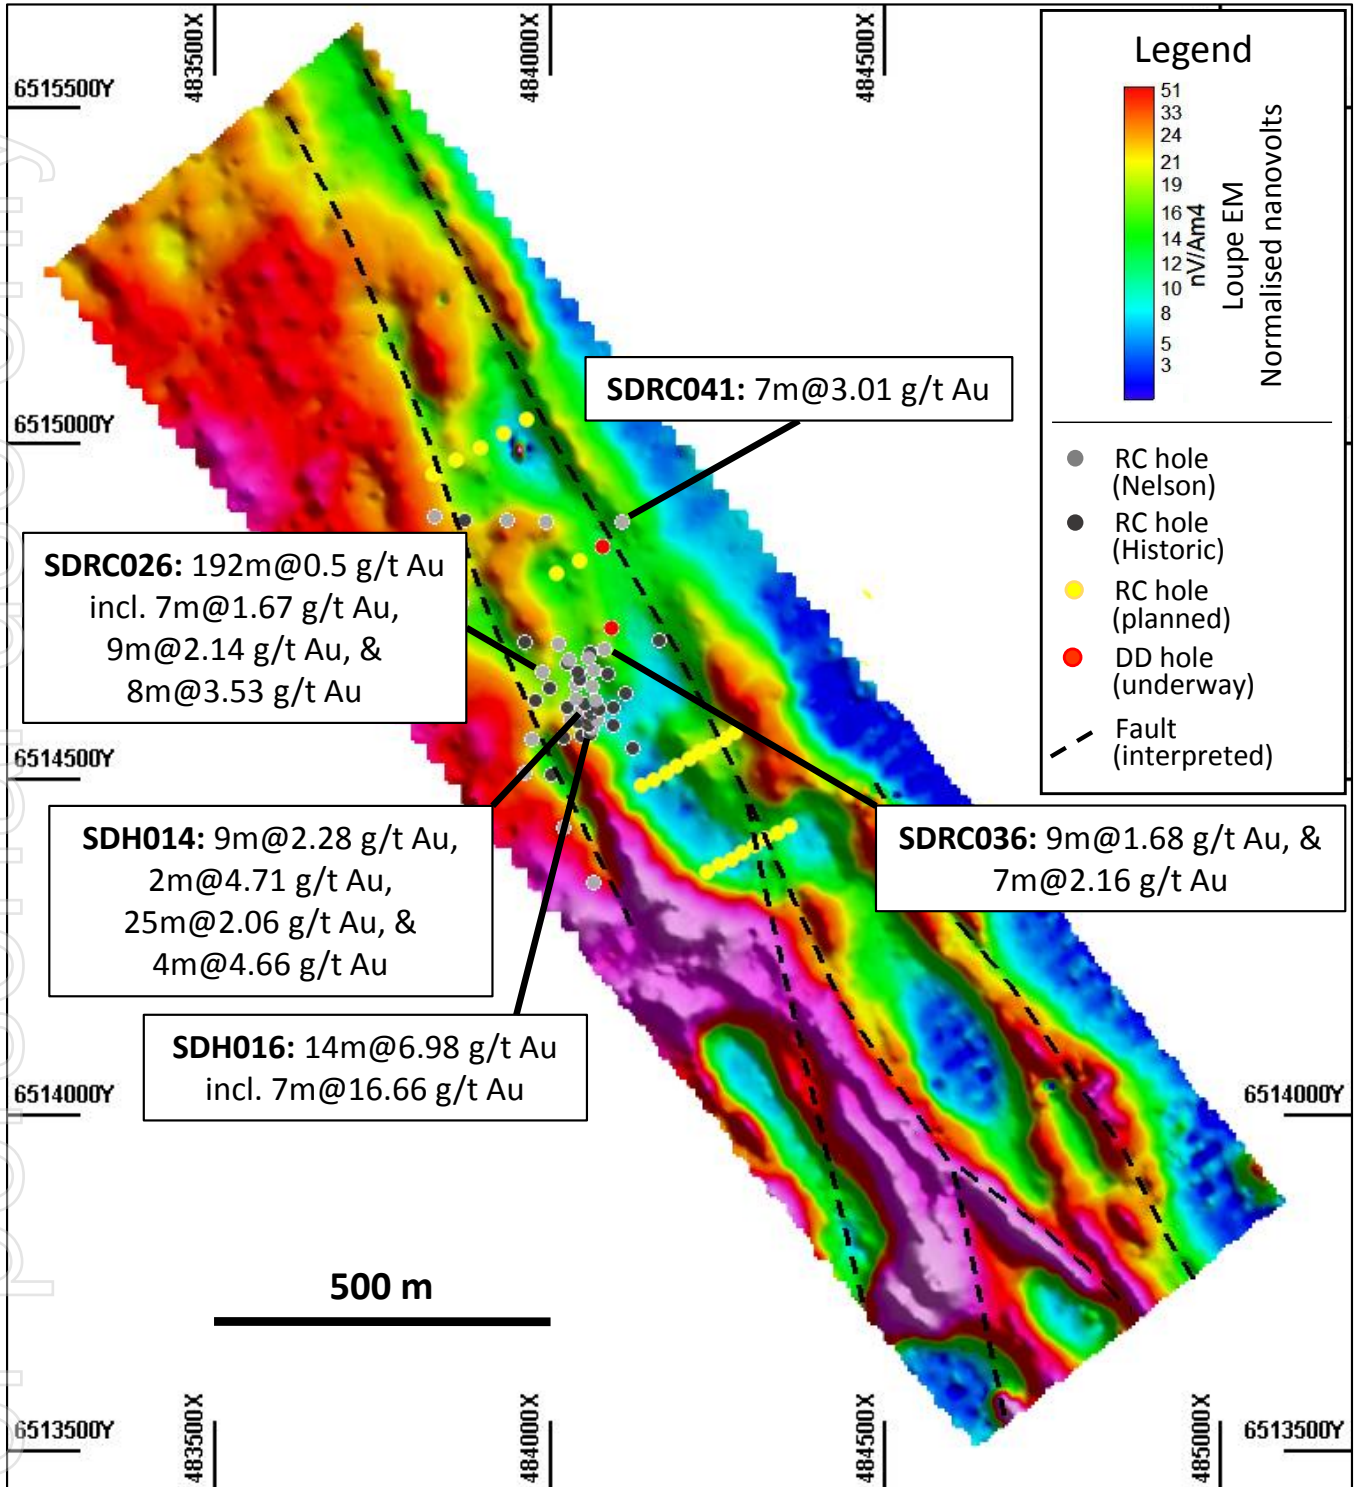 483500X
484000X
484500X
6515500Y
Legend
51
33
24
21
19
16
14
12
10
8
5
3
nV/Am4
Loupe EM
Normalised nanovolts
RC hole
(Nelson)
RC hole
(Historic)
RC hole
(planned)
DD hole
(underway)
Fault
(interpreted)
SDRC041: 7m@3.01 g/t Au
6515000Y
SDRC026: 192m@0.5 g/t Au
incl. 7m@1.67 g/t Au,
9m@2.14 g/t Au, &
8m@3.53 g/t Au
6514500Y
SDH014: 9m@2.28 g/t Au,
2m@4.71 g/t Au,
25m@2.06 g/t Au, &
4m@4.66 g/t Au
SDRC036: 9m@1.68 g/t Au, &
7m@2.16 g/t Au
SDH016: 14m@6.98 g/t Au
incl. 7m@16.66 g/t Au
6514000Y
6514000Y
500 m
6513500Y
6513500Y
483500X
484000X
484500X
485000X